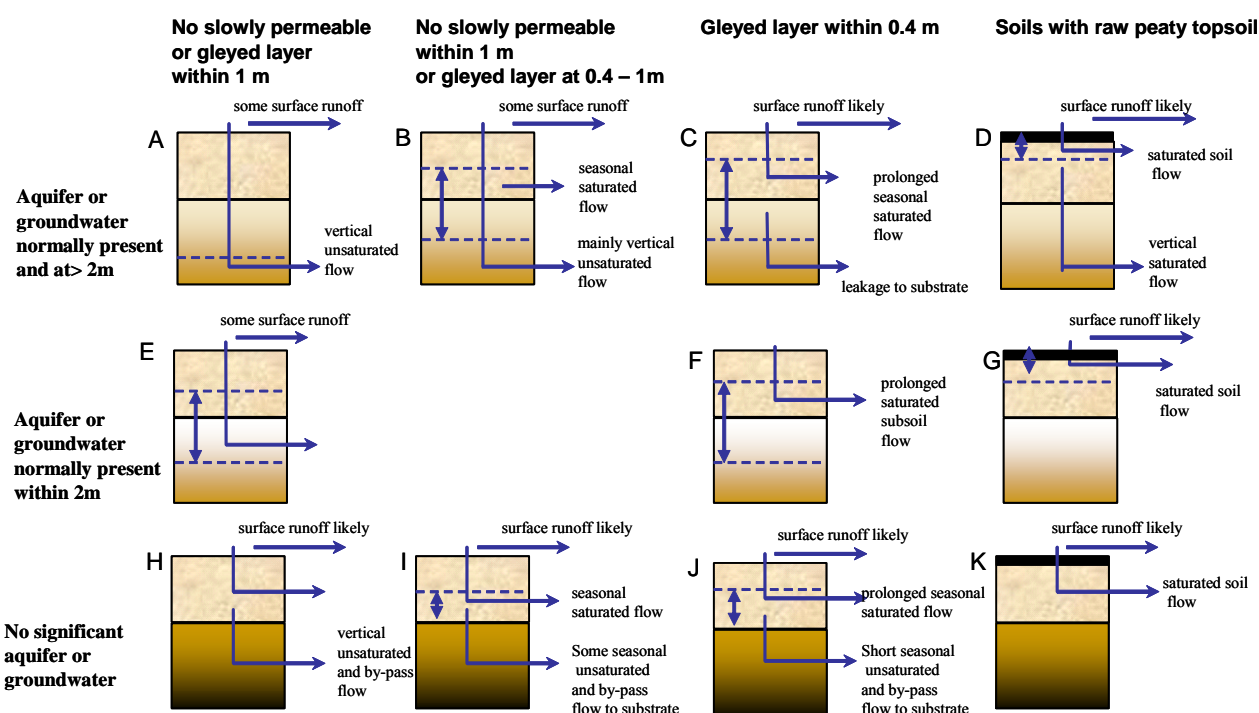 No slowly permeable
or gleyed layer
within 1 m
No slowly permeable
within 1 m
or gleyed layer at 0.4 – 1m
Gleyed layer within 0.4 m
Soils with raw peaty topsoil
Aquifer or
groundwater
normally present
and at> 2m
A
some surface runoff
vertical
unsaturated
flow
B
some surface runoff
seasonal
saturated
flow
mainly vertical
unsaturated
flow
C
surface runoff likely
prolonged
seasonal
saturated
flow
leakage to substrate
D
surface runoff likely
saturated soil
flow
vertical
saturated
flow
Aquifer or
groundwater
normally present
within 2m
E
some surface runoff
F
prolonged
saturated
subsoil
flow
G
surface runoff likely
saturated soil
flow
No significant
aquifer or
groundwater
H
surface runoff likely
vertical
unsaturated
and by-pass
flow
I
surface runoff likely
seasonal
saturated flow
Some seasonal
unsaturated
and by-pass
flow to substrate
J
surface runoff likely
prolonged seasonal
saturated flow
Short seasonal
unsaturated
and by-pass
flow to substrate
K
surface runoff likely
saturated soil
flow